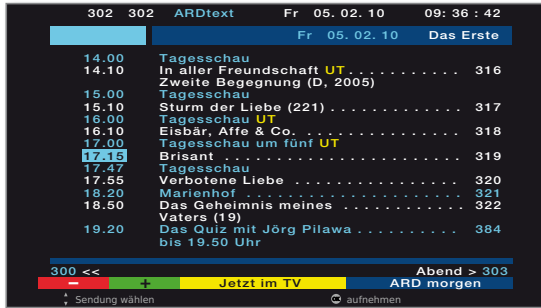 302 302 ARDtext Fr 05. 02. 10 09: 36 : 42
Fr 05. 02. 10 Das Erste
14.00 Tagesschau
14.10 In aller Freundschaft UT . . . . . . . . . . . 316
Zweite Begegnung (D, 2005)
15.00 Tagesschau
15.10 Sturm der Liebe (221) . . . . . . . . . . . . . 317
16.00 Tagesschau UT
16.10 Eisbär, Affe & Co. . . . . . . . . . . . . . . 318
17.00 Tagesschau um fünf UT
17.15 Brisant . . . . . . . . . . . . . . . . . . . . . 319
17.47 Tagesschau
17.55 Verbotene Liebe . . . . . . . . . . . . . . . 320
18.20 Marienhof . . . . . . . . . . . . . . . . . . . 321
18.50 Das Geheimnis meines . . . . . . . . . . . 322
Vaters (19)
19.20 Das Quiz mit Jörg Pilawa . . . . . . . . . . 384
bis 19.50 Uhr
300 << Abend > 303
− + Jetzt im TV ARD morgen
Sendung wählen OK aufnehmen